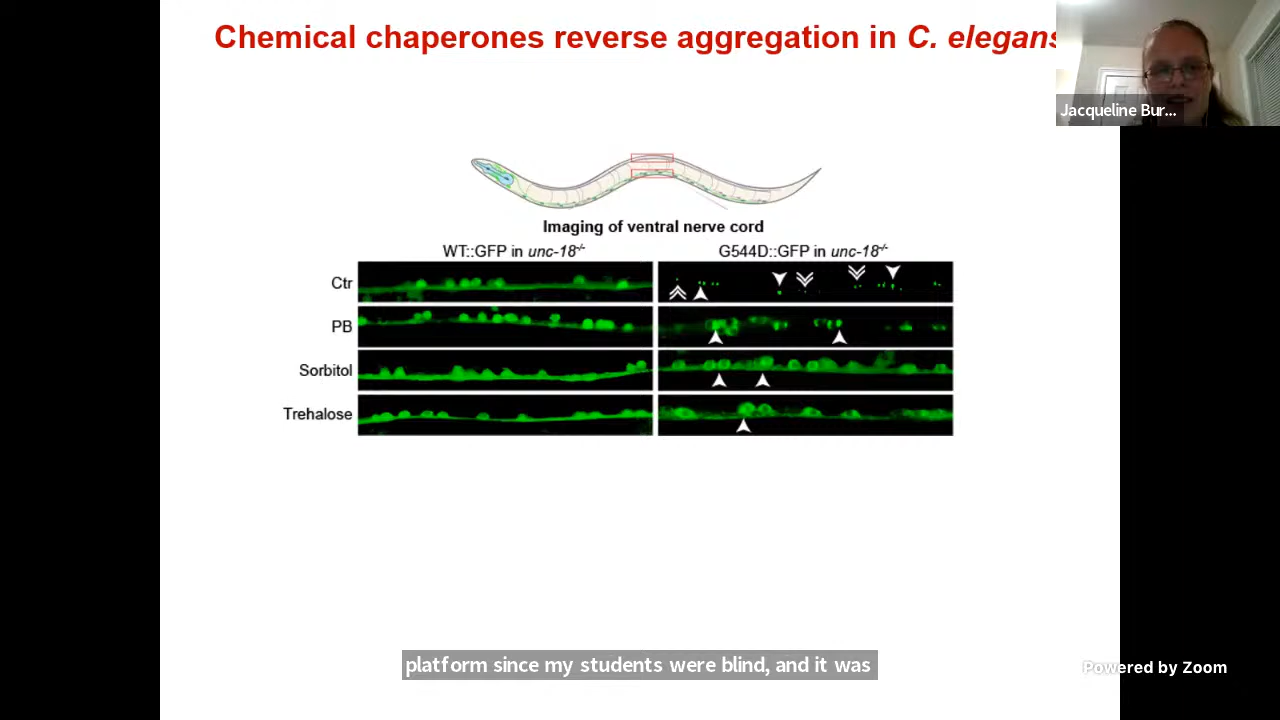 Chemical chaperones reverse aggregation in C. elegans
Jacqueline Bur...
Imaging of ventral nerve cord
WT::GFP in unc-18-/-
G544D::GFP in unc-18-/-
Ctr
PB
Sorbitol
Trehalose
platform since my students were blind, and it was
Powered by Zoom